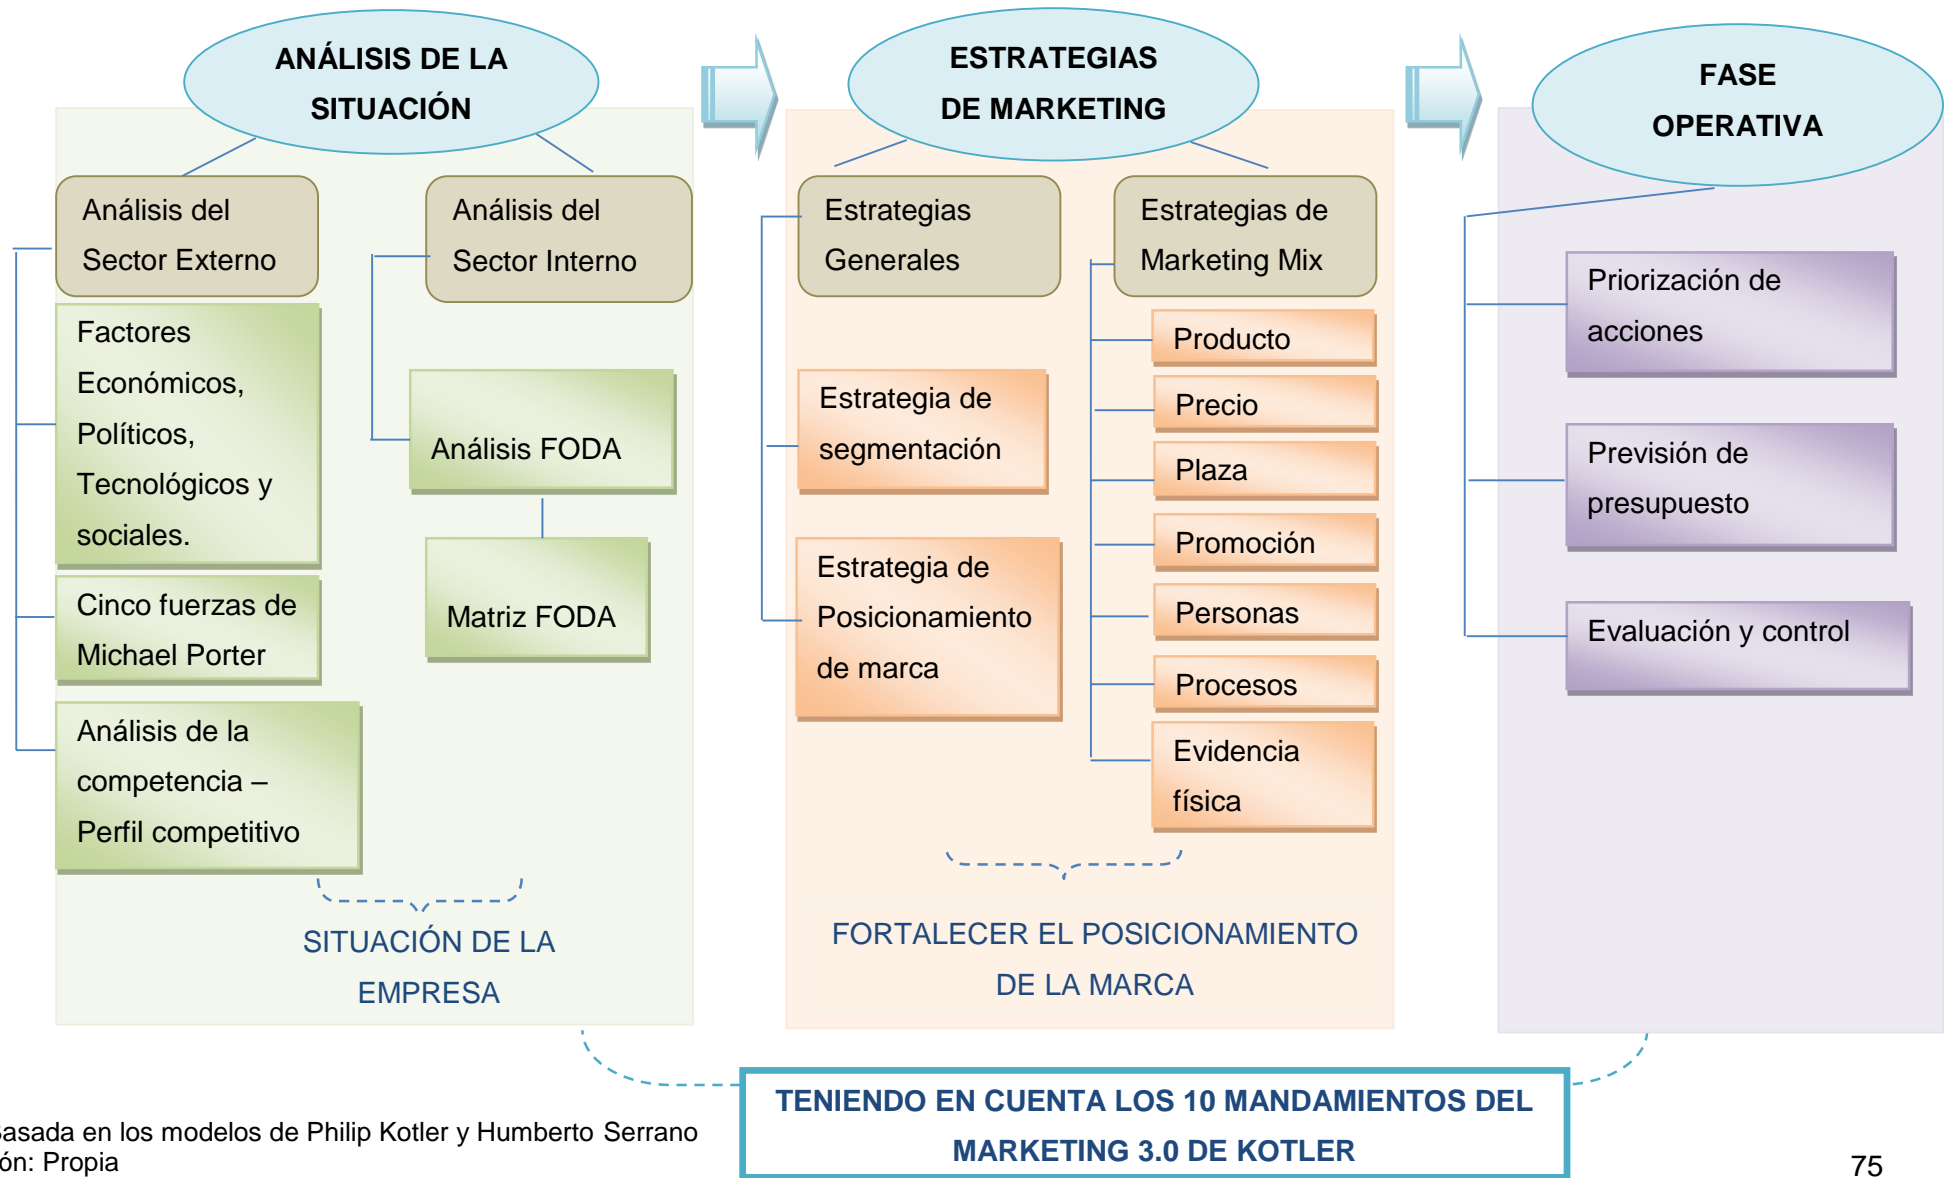 ANÁLISIS DE LA
SITUACIÓN
Análisis del
Sector Externo
Factores
Económicos,
Políticos,
Tecnológicos y
sociales.
Cinco fuerzas de
Michael Porter
Análisis de la
competencia –
Perfil competitivo
Análisis del
Sector Interno
Análisis FODA
Matriz FODA
SITUACIÓN DE LA
EMPRESA
ESTRATEGIAS
DE MARKETING
Estrategias
Generales
Estrategia de
segmentación
Estrategia de
Posicionamiento
de marca
Estrategias de
Marketing Mix
Producto
Precio
Plaza
Promoción
Personas
Procesos
Evidencia
física
FORTALECER EL POSICIONAMIENTO
DE LA MARCA
FASE
OPERATIVA
Priorización de
acciones
Previsión de
presupuesto
Evaluación y control
TENIENDO EN CUENTA LOS 10 MANDAMIENTOS DEL
MARKETING 3.0 DE KOTLER
en los modelos de Philip Kotler y Humberto Serrano
Propia
75